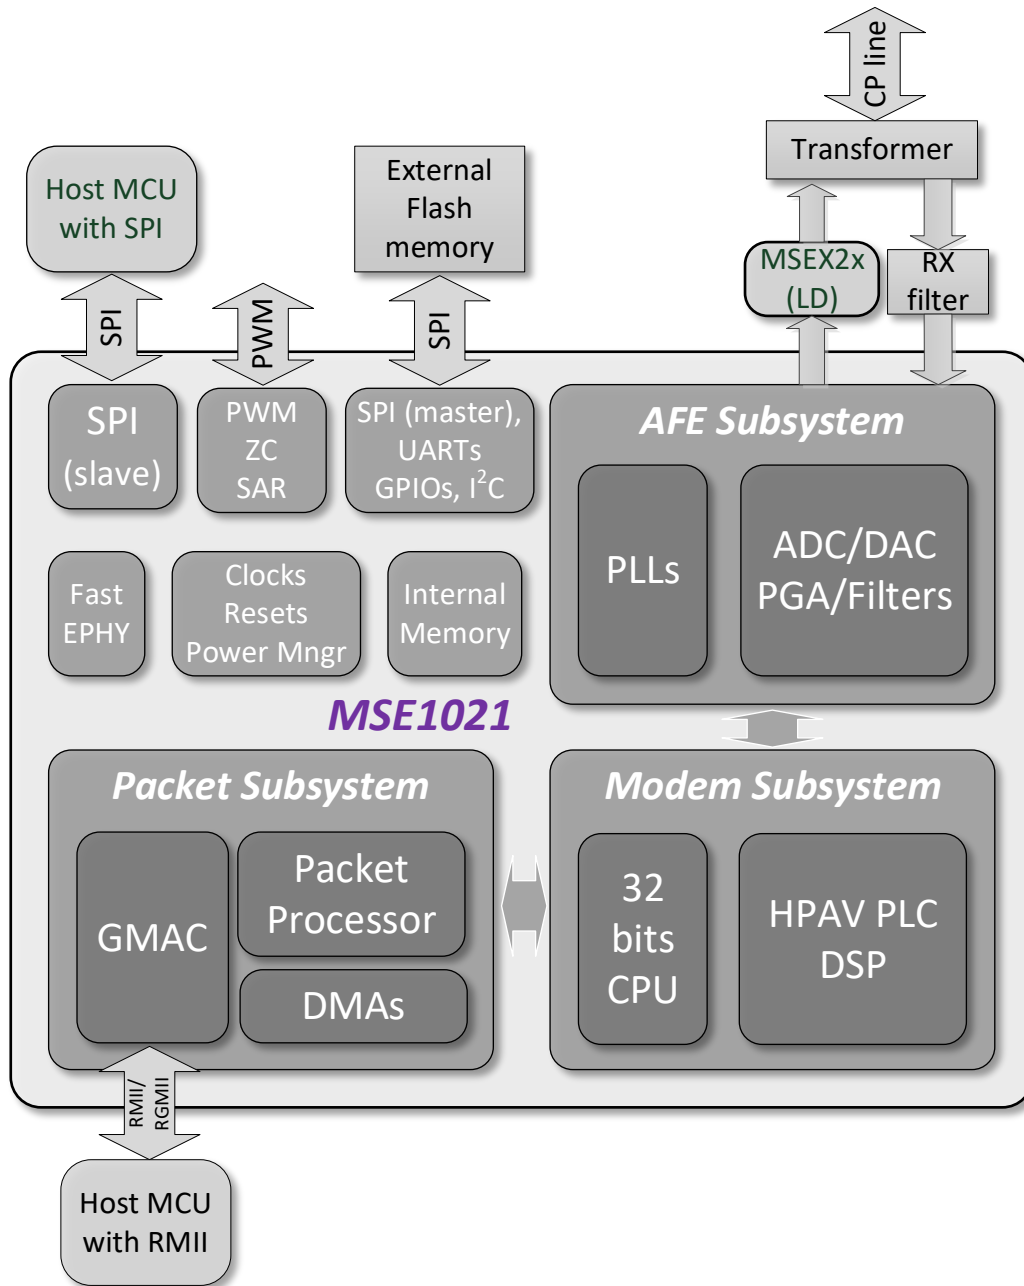 CP line
Transformer
Host MCU
with SPI
External
Flash
memory
MSEX2x
(LD)
RX
filter
SPI
PWM
SPI
SPI
(slave)
PWM
ZC
SAR
SPI (master),
UARTs
GPIOs, I²C
AFE Subsystem
PLLs
ADC/DAC
PGA/Filters
Fast
EPHY
Clocks
Resets
Power Mngr
Internal
Memory
MSE1021
Packet Subsystem
GMAC
Packet
Processor
DMAs
Modem Subsystem
32
bits
CPU
HPAV PLC
DSP
RMII/
RGMII
Host MCU
with RMII